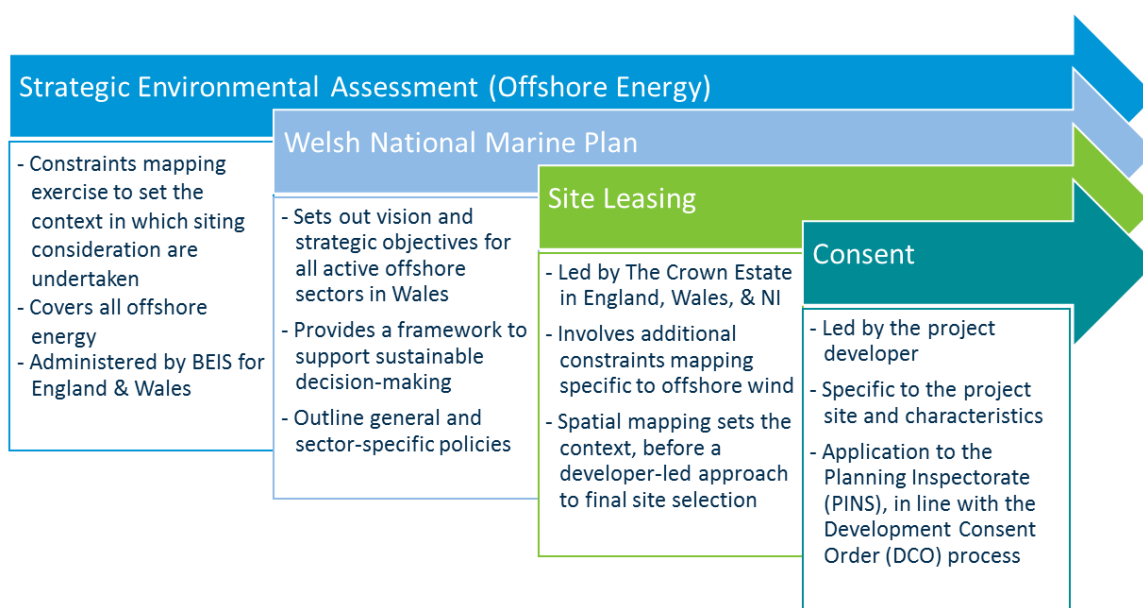 Strategic Environmental Assessment (Offshore Energy)
- Constraints mapping
exercise to set the
context in which siting
consideration are
undertaken
- Covers all offshore
energy
- Administered by BEIS for
England & Wales
Welsh National Marine Plan
- Sets out vision and
strategic objectives for
all active offshore
sectors in Wales
- Provides a framework to
support sustainable
decision-making
- Outline general and
sector-specific policies
Site Leasing
- Led by The Crown Estate
in England, Wales, & NI
- Involves additional
constraints mapping
specific to offshore wind
- Spatial mapping sets the
context, before a
developer-led approach
to final site selection
Consent
- Led by the project
developer
- Specific to the project
site and characteristics
- Application to the
Planning Inspectorate
(PINS), in line with the
Development Consent
Order (DCO) process